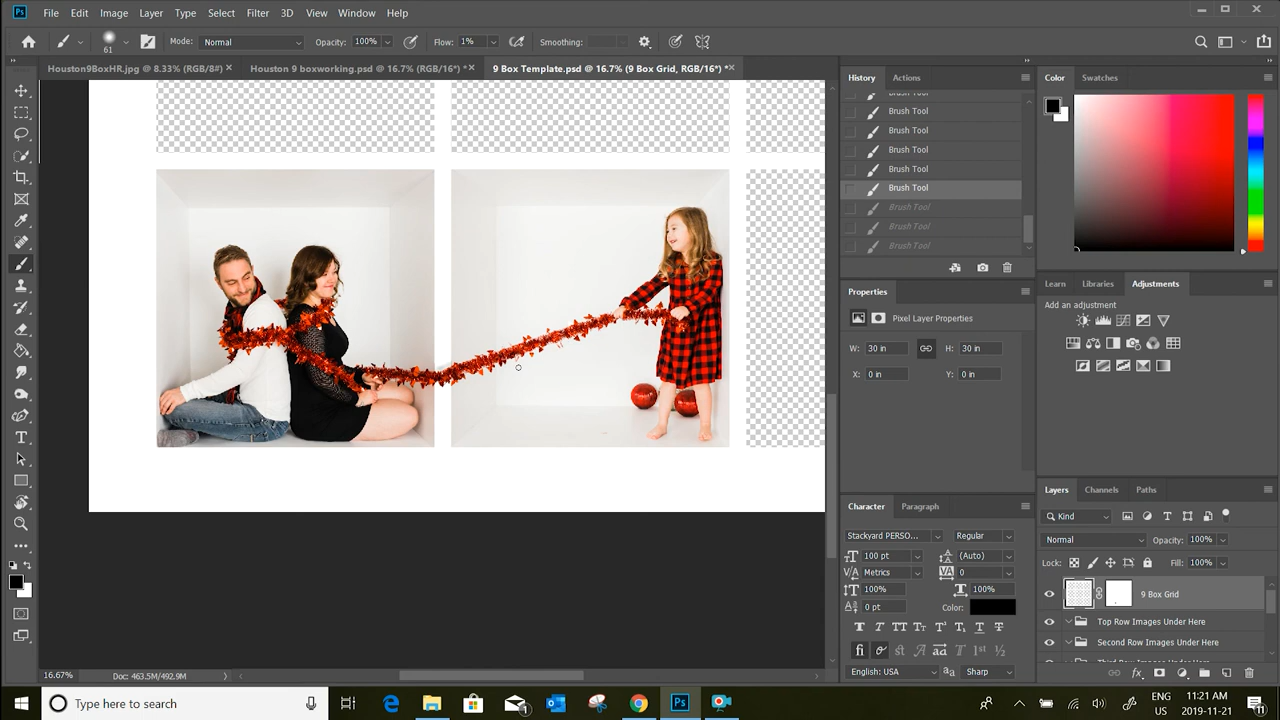 Ps File Edit Image Layer Type Select Filter 3D View Window Help
61 Mode: Normal Opacity: 100% Flow: 1% Smoothing:
Houston9BoxHR.jpg @ 8.33% (RGB/8#) × Houston 9 boxworking.psd @ 16.7% (RGB/16*) * × 9 Box Template.psd @ 16.7% (9 Box Grid, RGB/16*) * ×
History Actions
Color Swatches
Brush Tool
Brush Tool
Brush Tool
Brush Tool
Brush Tool
Brush Tool
Brush Tool
Brush Tool
Brush Tool
Properties
Pixel Layer Properties
W: 30 in H: 30 in
X: 0 in Y: 0 in
Learn Libraries Adjustments
Add an adjustment
Character Paragraph
Stackyard PERSO... Regular
100 pt (Auto)
Metrics 0
100% 100%
0 pt Color:
English: USA Sharp
Layers Channels Paths
Kind
Normal Opacity: 100%
Lock: Fill: 100%
9 Box Grid
Top Row Images Under Here
Second Row Images Under Here
Third Row Images Under Here
16.67% Doc: 463.5M/492.9M
Type here to search
ENG
US
11:21 AM
2019-11-21